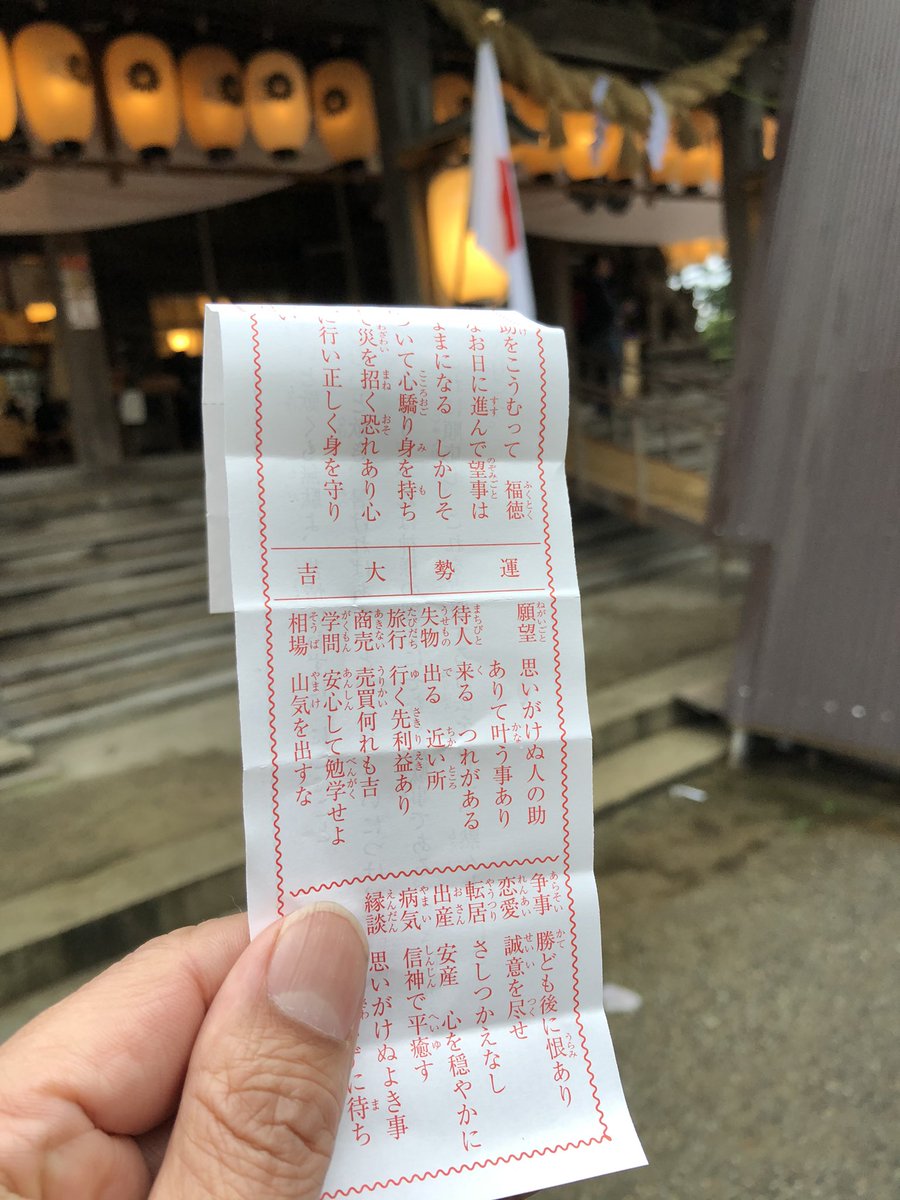 助をこうむって　福徳
なお日に進んで望事は
まになる　しかしそ
いて心驕り身を持ち
災を招く恐れあり心
に行い正しく身を守り
い
運勢　大吉
願望　思いがけぬ人の助
ありて叶う事あり
待人　来る　つれがある
失物　出る　近い所
旅行　行く先利益あり
商売　売買何れも吉
学問　安心して勉学せよ
相場　山気を出すな
争事　勝ども後に恨あり
恋愛　誠意を尽せ
転居　さしつかえなし
出産　安産　心を穏やかに
病気　信神で平癒す
縁談　思いがけぬよき事
に待ち